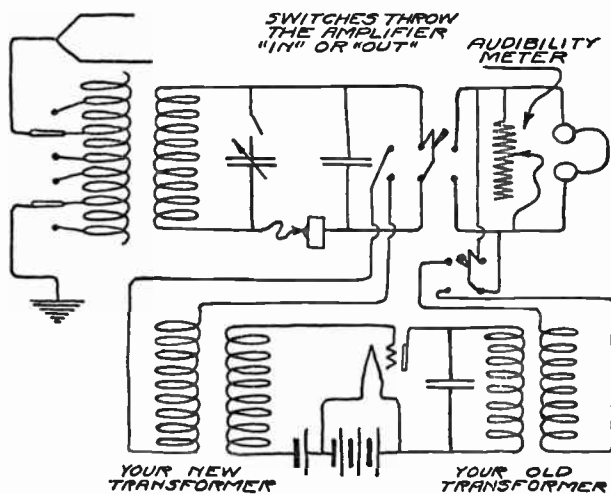 SWITCHES THROW
THE AMPLIFIER
"IN" OR "OUT"
AUDIBILITY
METER
YOUR NEW
TRANSFORMER
YOUR OLD
TRANSFORMER